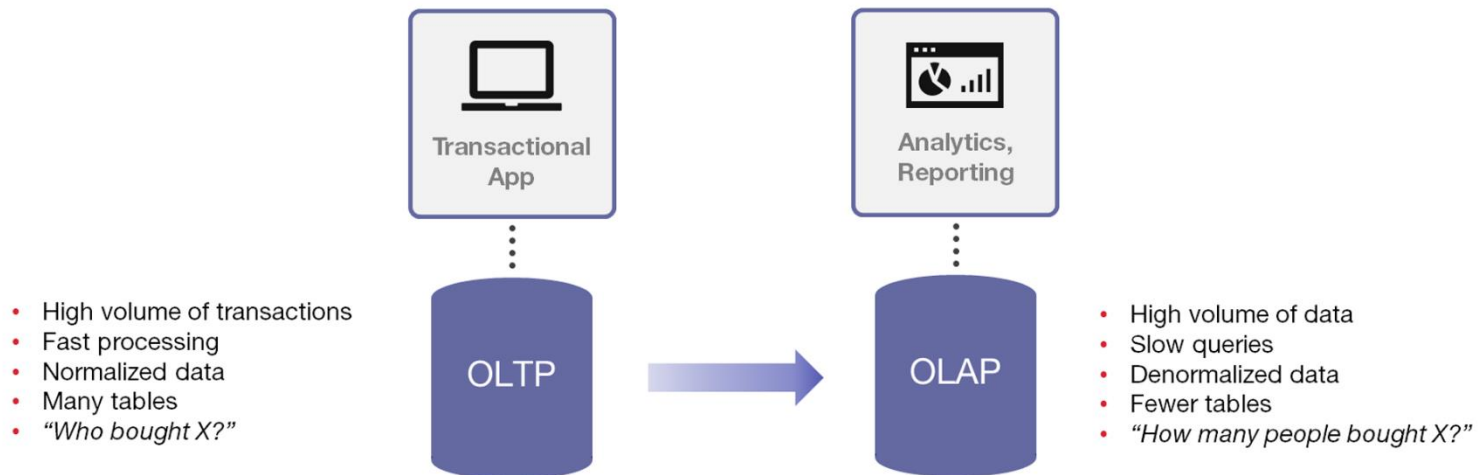 Transactional
App
Analytics,
Reporting
• High volume of transactions
• Fast processing
• Normalized data
• Many tables
• “Who bought X?”
OLTP
OLAP
• High volume of data
• Slow queries
• Denormalized data
• Fewer tables
• “How many people bought X?”